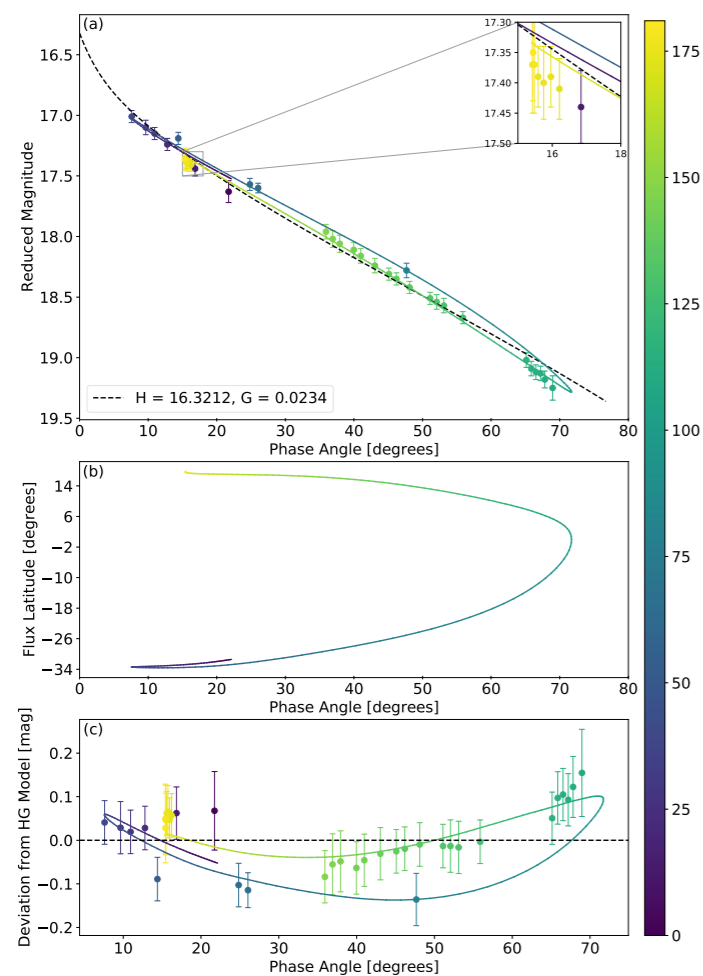 (a)
16.5
17.0
17.5
18.0
18.5
19.0
19.5
Reduced Magnitude
17.30
17.35
17.40
17.45
17.50
16
18
H = 16.3212, G = 0.0234
0 10 20 30 40 50 60 70 80
Phase Angle [degrees]
(b)
14
6
−2
−10
−18
−26
−34
Flux Latitude [degrees]
0 10 20 30 40 50 60 70 80
Phase Angle [degrees]
(c)
0.2
0.1
0.0
−0.1
−0.2
Deviation from HG Model [mag]
10 20 30 40 50 60 70
Phase Angle [degrees]
175
150
125
100
75
50
25
0